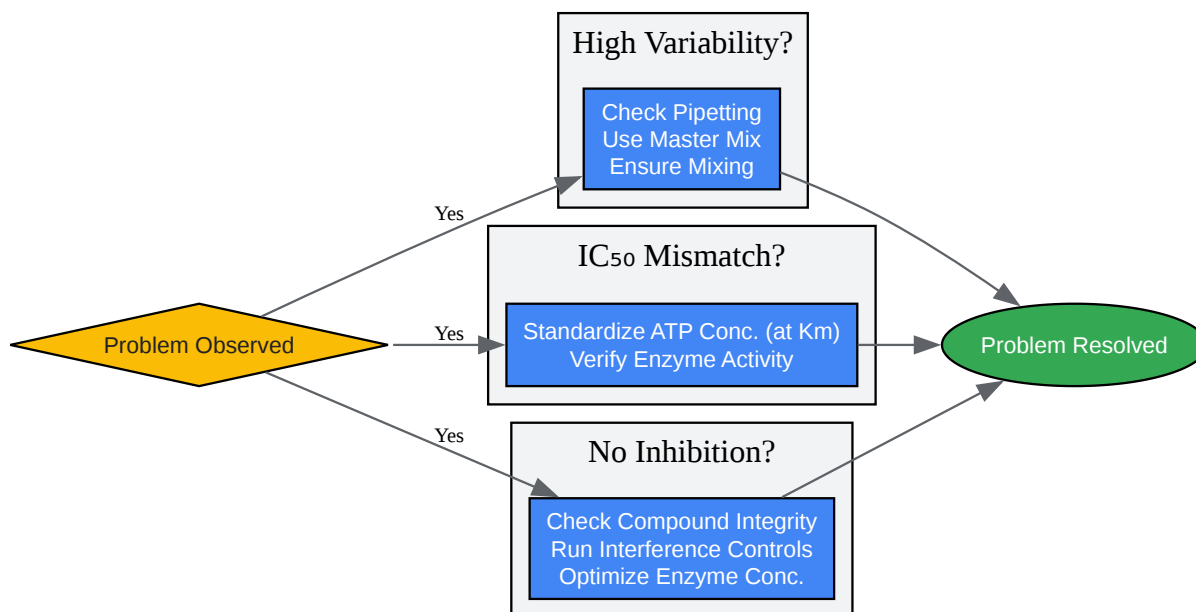 High Variability?
Check Pipetting
Use Master Mix
Ensure Mixing
Yes
IC₅₀ Mismatch?
Problem Observed
Yes
Standardize ATP Conc. (at Km)
Verify Enzyme Activity
Problem Resolved
Yes
No Inhibition?
Check Compound Integrity
Run Interference Controls
Optimize Enzyme Conc.